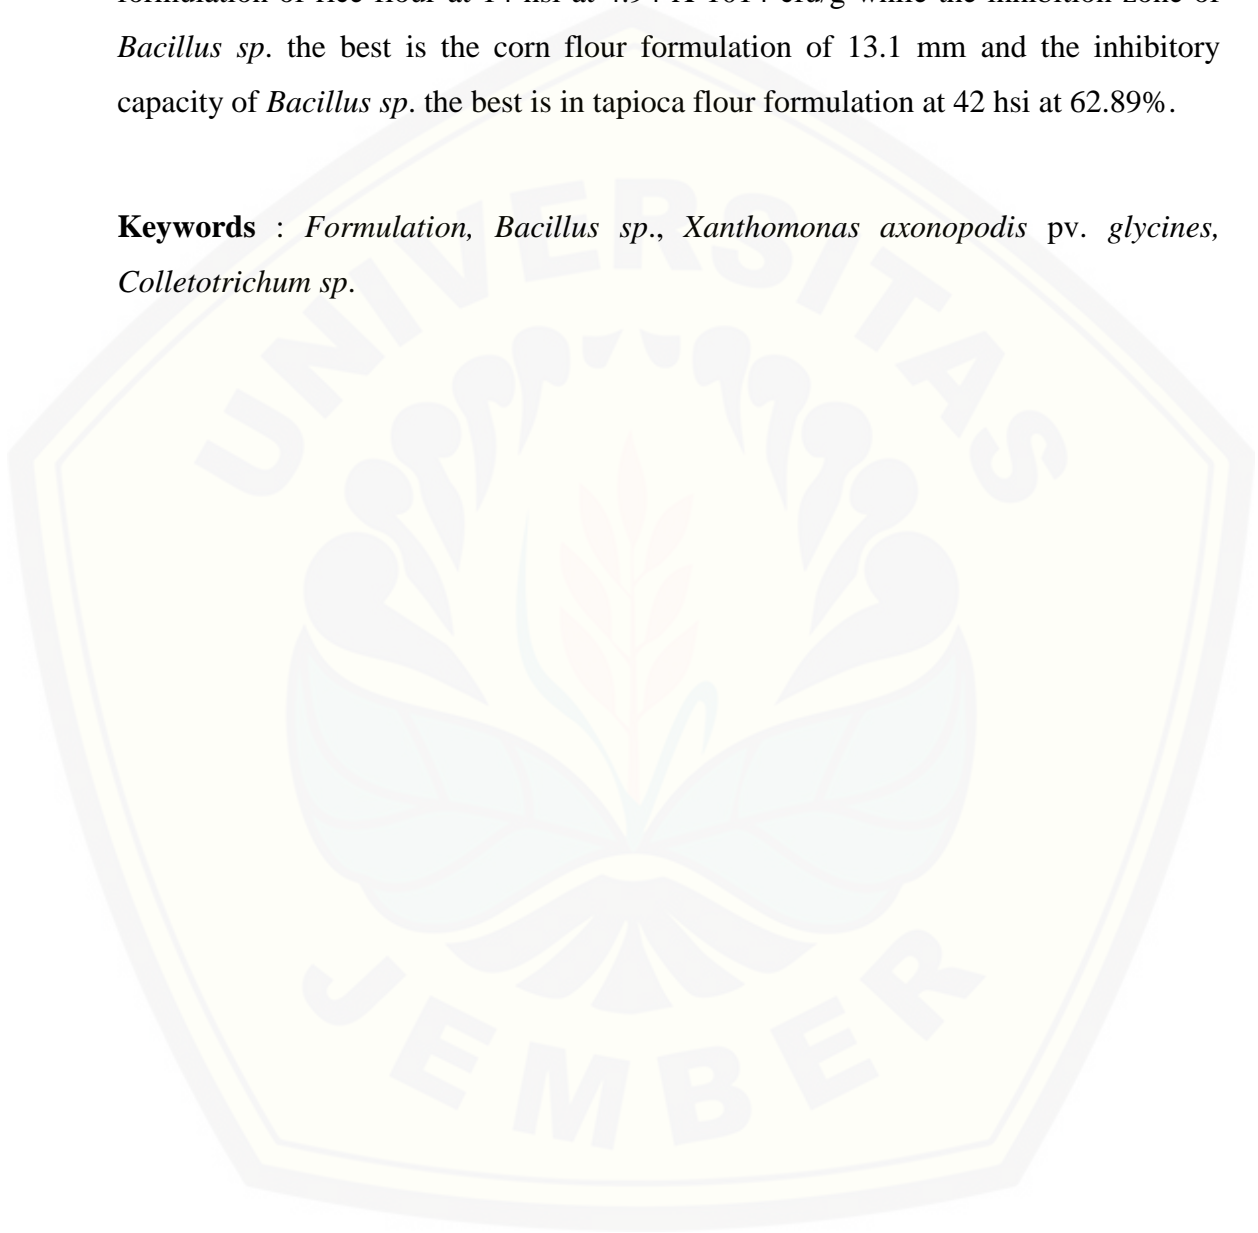 formulation of rice flour at 14 hsi at 4.94 X 1014 cfu/g while the inhibition zone of
Bacillus sp. the best is the corn flour formulation of 13.1 mm and the inhibitory
capacity of Bacillus sp. the best is in tapioca flour formulation at 42 hsi at 62.89%.
Keywords : Formulation, Bacillus sp., Xanthomonas axonopodis pv. glycines,
Colletotrichum sp.
UNIVERSITAS
JEMBER